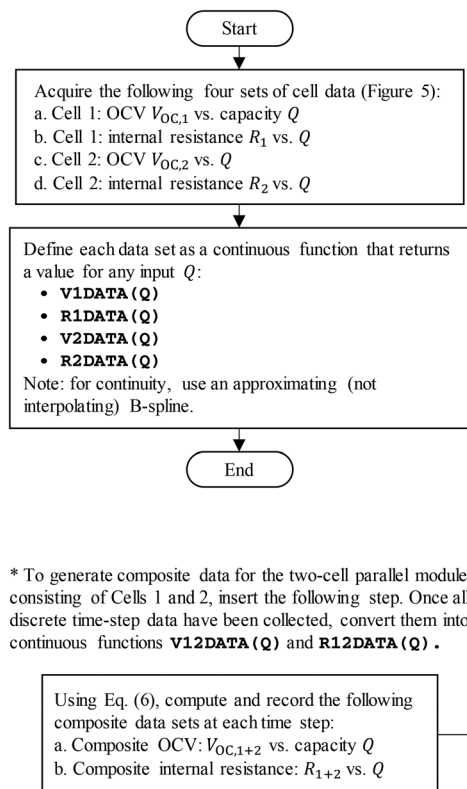 Start
Acquire the following four sets of cell data (Figure 5):
a. Cell 1: OCV V_OC,1 vs. capacity Q
b. Cell 1: internal resistance R_1 vs. Q
c. Cell 2: OCV V_OC,2 vs. Q
d. Cell 2: internal resistance R_2 vs. Q
Define each data set as a continuous function that returns
a value for any input Q:
• V1DATA(Q)
• R1DATA(Q)
• V2DATA(Q)
• R2DATA(Q)
Note: for continuity, use an approximating (not
interpolating) B-spline.
End
* To generate composite data for the two-cell parallel module
consisting of Cells 1 and 2, insert the following step. Once all
discrete time-step data have been collected, convert them into
continuous functions V12DATA(Q) and R12DATA(Q).
Using Eq. (6), compute and record the following
composite data sets at each time step:
a. Composite OCV: V_OC,1+2 vs. capacity Q
b. Composite internal resistance: R_1+2 vs. Q